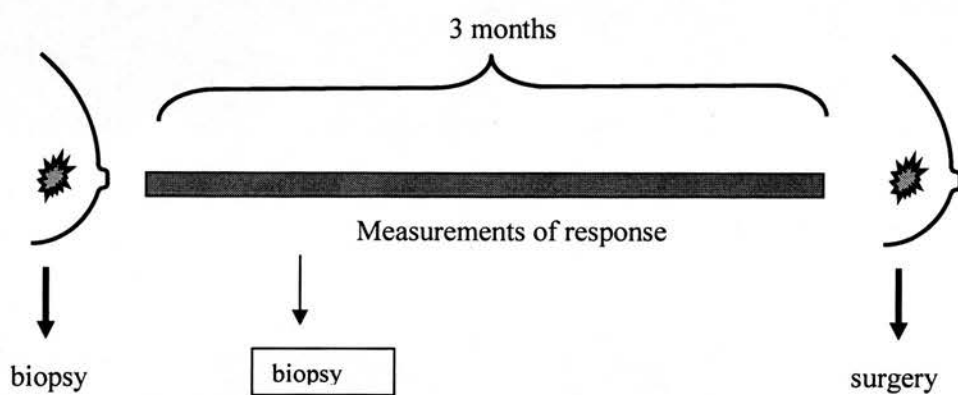 3 months
Measurements of response
biopsy
biopsy
surgery